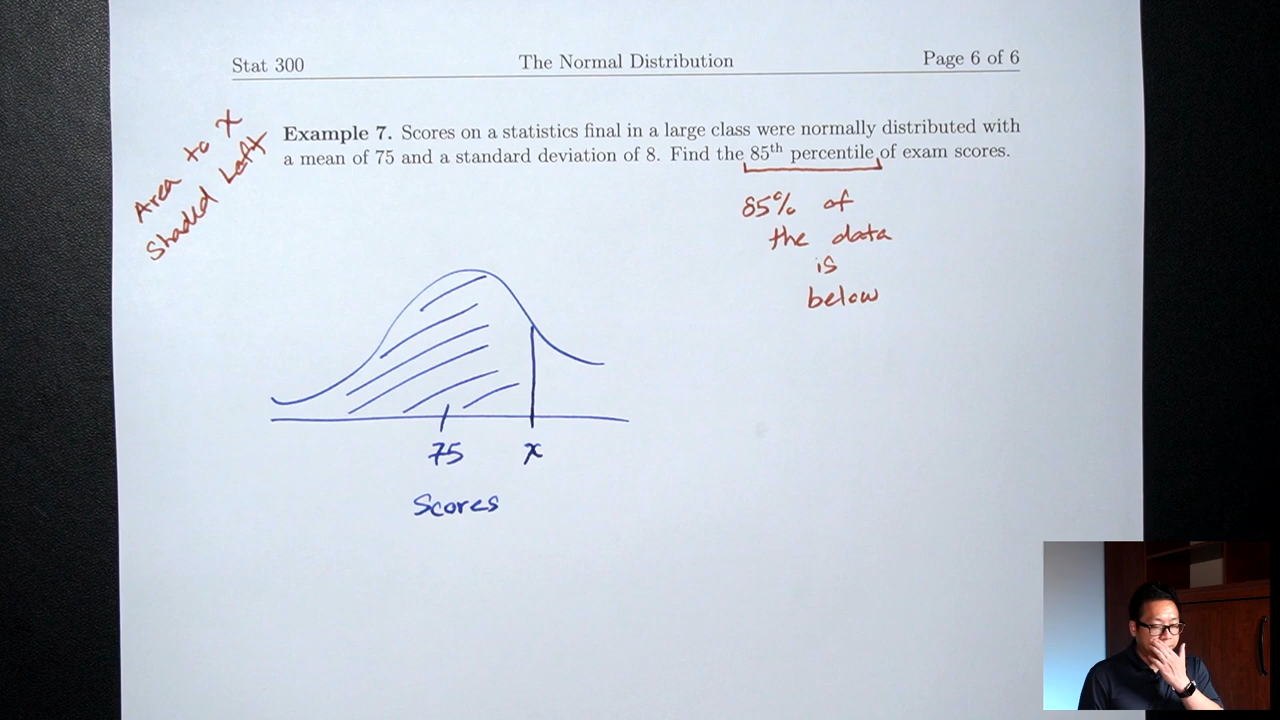 Stat 300 The Normal Distribution Page 6 of 6
Example 7. Scores on a statistics final in a large class were normally distributed with
a mean of 75 and a standard deviation of 8. Find the 85th percentile of exam scores.
Area to x
Shaded Left
85% of
the data
is
below
75 x
Scores